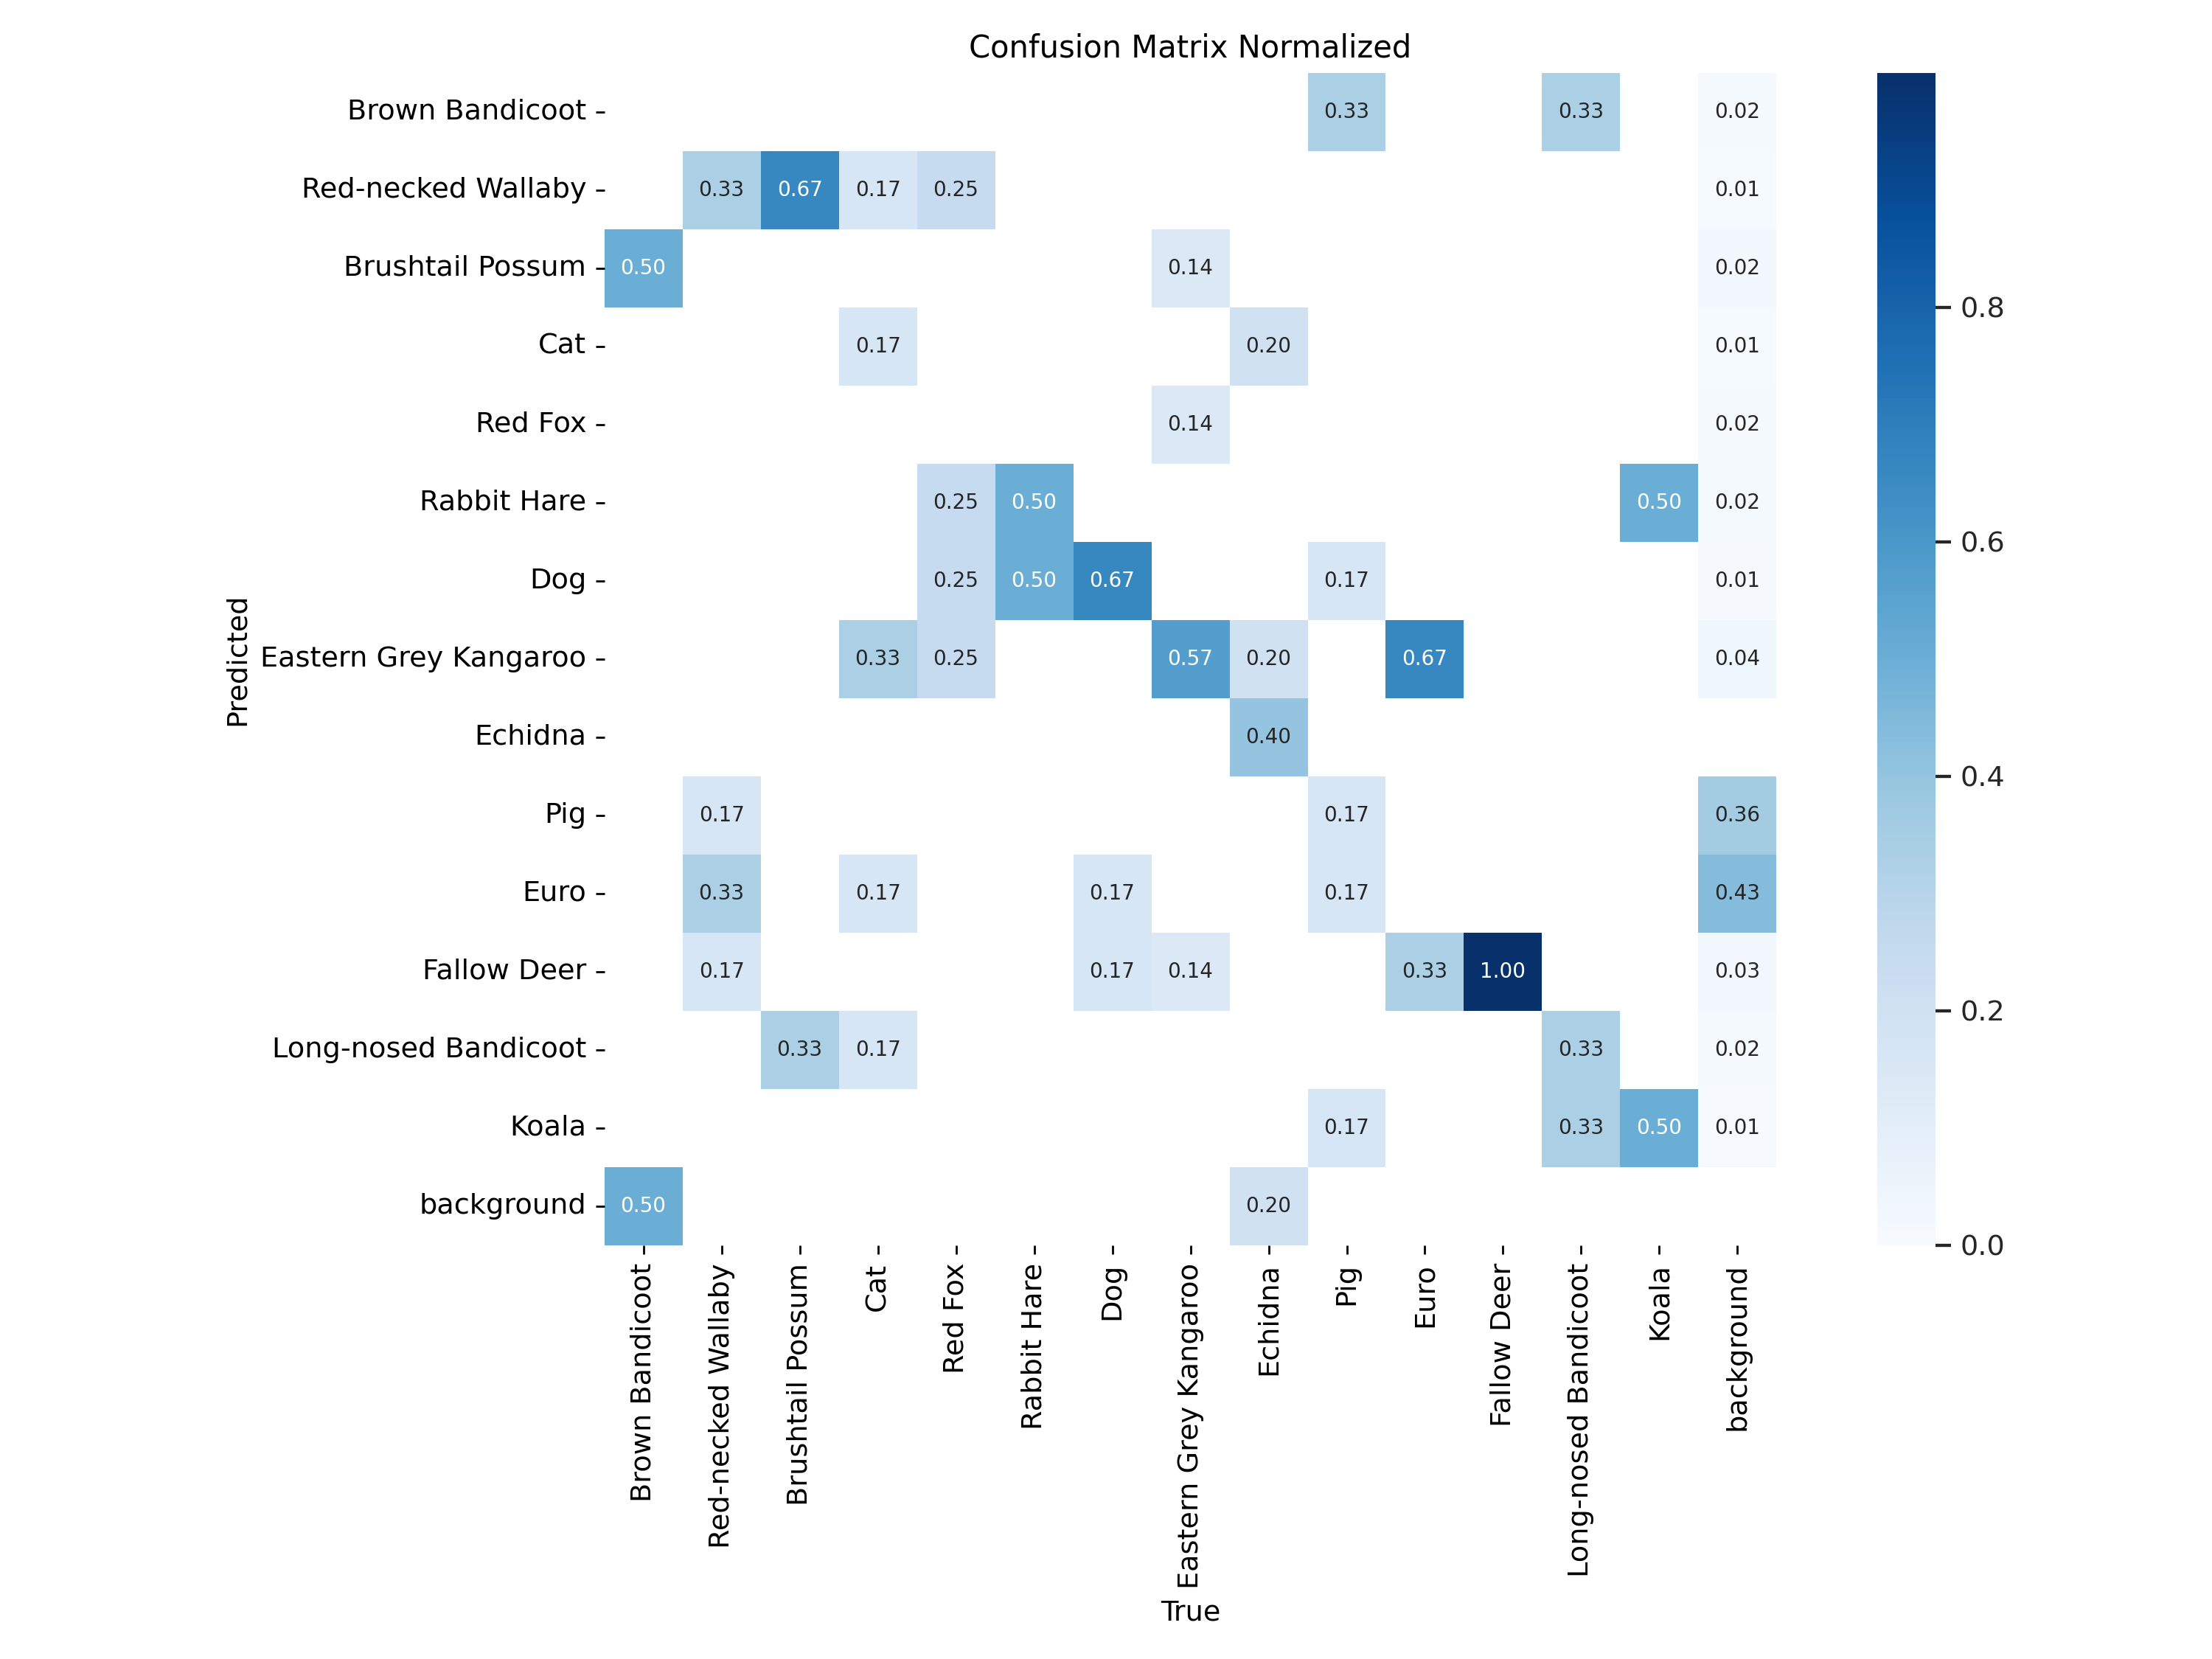 Confusion Matrix Normalized
Brown Bandicoot 0.33 0.33 0.02
Red-necked Wallaby 0.33 0.67 0.17 0.25 0.01
Brushtail Possum 0.50 0.14 0.02
Cat 0.17 0.20 0.01
Red Fox 0.14 0.02
Rabbit Hare 0.25 0.50 0.50 0.02
Dog 0.25 0.50 0.67 0.17 0.01
Eastern Grey Kangaroo 0.33 0.25 0.57 0.20 0.67 0.04
Echidna 0.40
Pig 0.17 0.17 0.36
Euro 0.33 0.17 0.17 0.17 0.43
Fallow Deer 0.17 0.17 0.14 0.33 1.00 0.03
Long-nosed Bandicoot 0.33 0.17 0.33 0.02
Koala 0.17 0.33 0.50 0.01
background 0.50 0.20
Predicted
Brown Bandicoot
Red-necked Wallaby
Brushtail Possum
Cat
Red Fox
Rabbit Hare
Dog
Eastern Grey Kangaroo
Echidna
Pig
Euro
Fallow Deer
Long-nosed Bandicoot
Koala
background
True
0.8
0.6
0.4
0.2
0.0